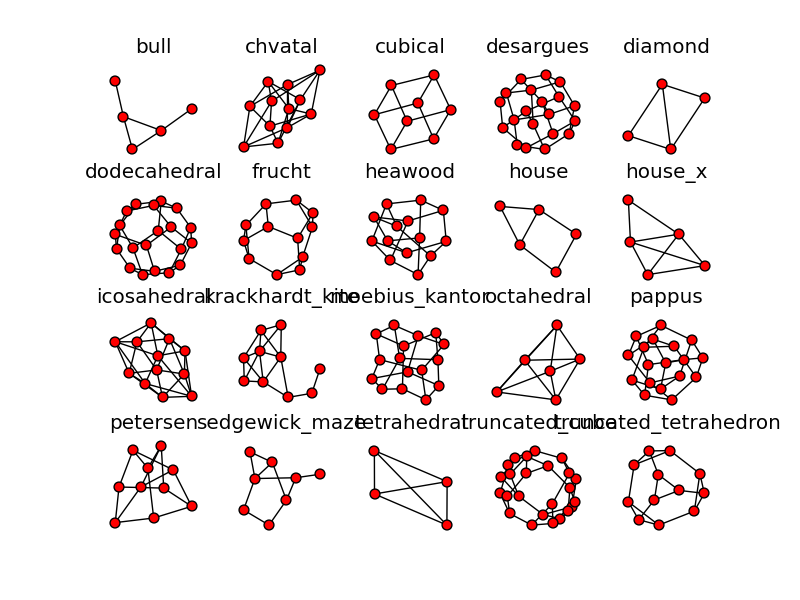 bull chvatal cubical desargues diamond
dodecahedral frucht heawood house house_x
icosahedral krackhardt_kite moebius_kantor octahedral pappus
petersen sedgewick_maze tetrahedral truncated_cube truncated_tetrahedron